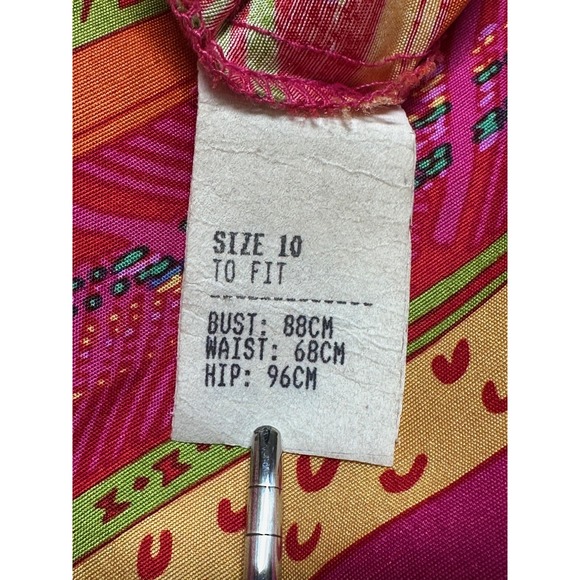 SIZE 10
TO FIT
BUST: 88CM
WAIST: 68CM
HIP: 96CM